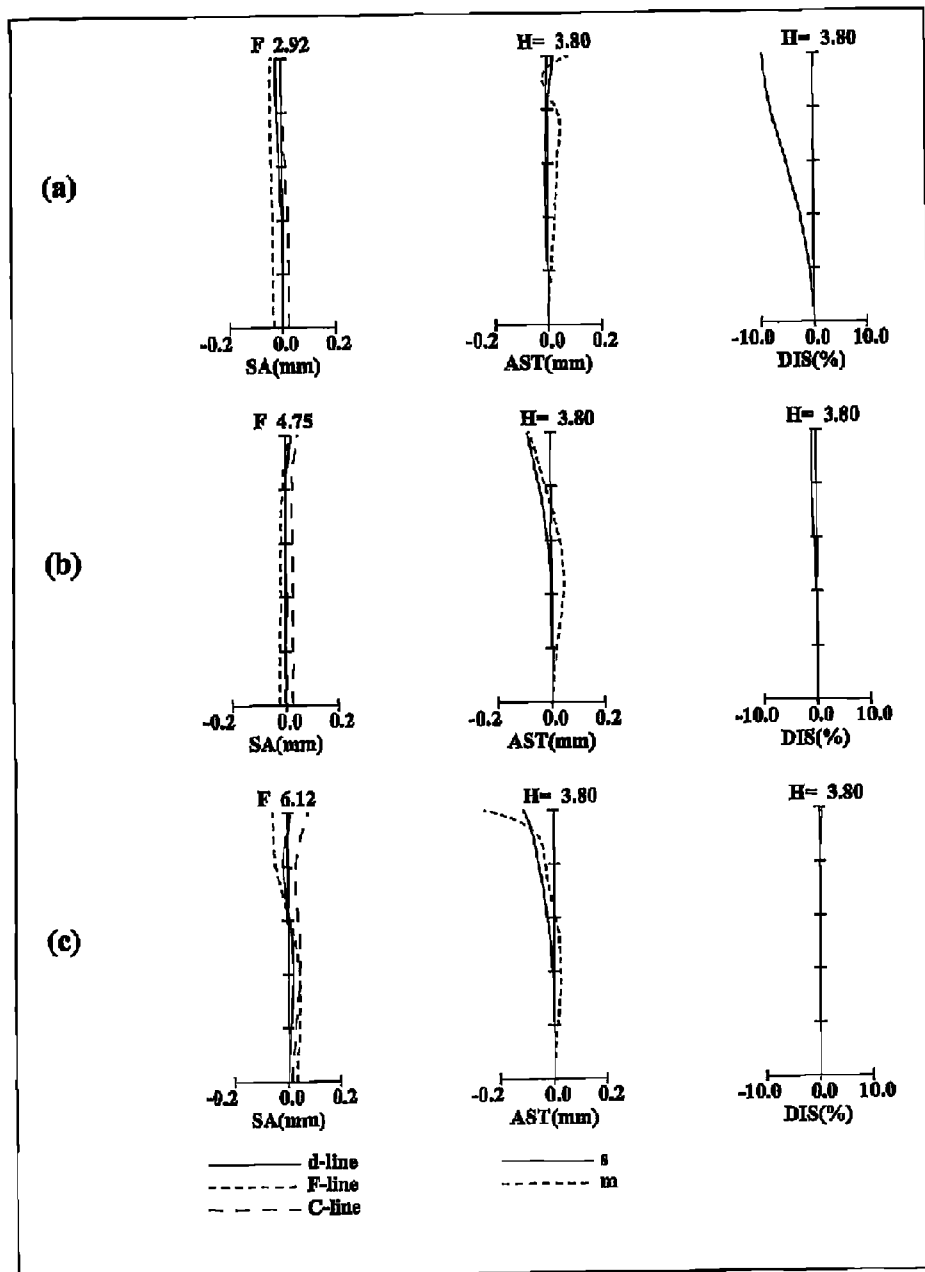 F 2.92
H= 3.80
H= 3.80
(a)
-0.2 0.0 0.2
SA(mm)
-0.2 0.0 0.2
AST(mm)
-10.0 0.0 10.0
DIS(%)
F 4.75
H= 3.80
H= 3.80
(b)
-0.2 0.0 0.2
SA(mm)
-0.2 0.0 0.2
AST(mm)
-10.0 0.0 10.0
DIS(%)
F 6.12
H= 3.80
H= 3.80
(c)
-0.2 0.0 0.2
SA(mm)
-0.2 0.0 0.2
AST(mm)
-10.0 0.0 10.0
DIS(%)
d-line
F-line
C-line
s
m